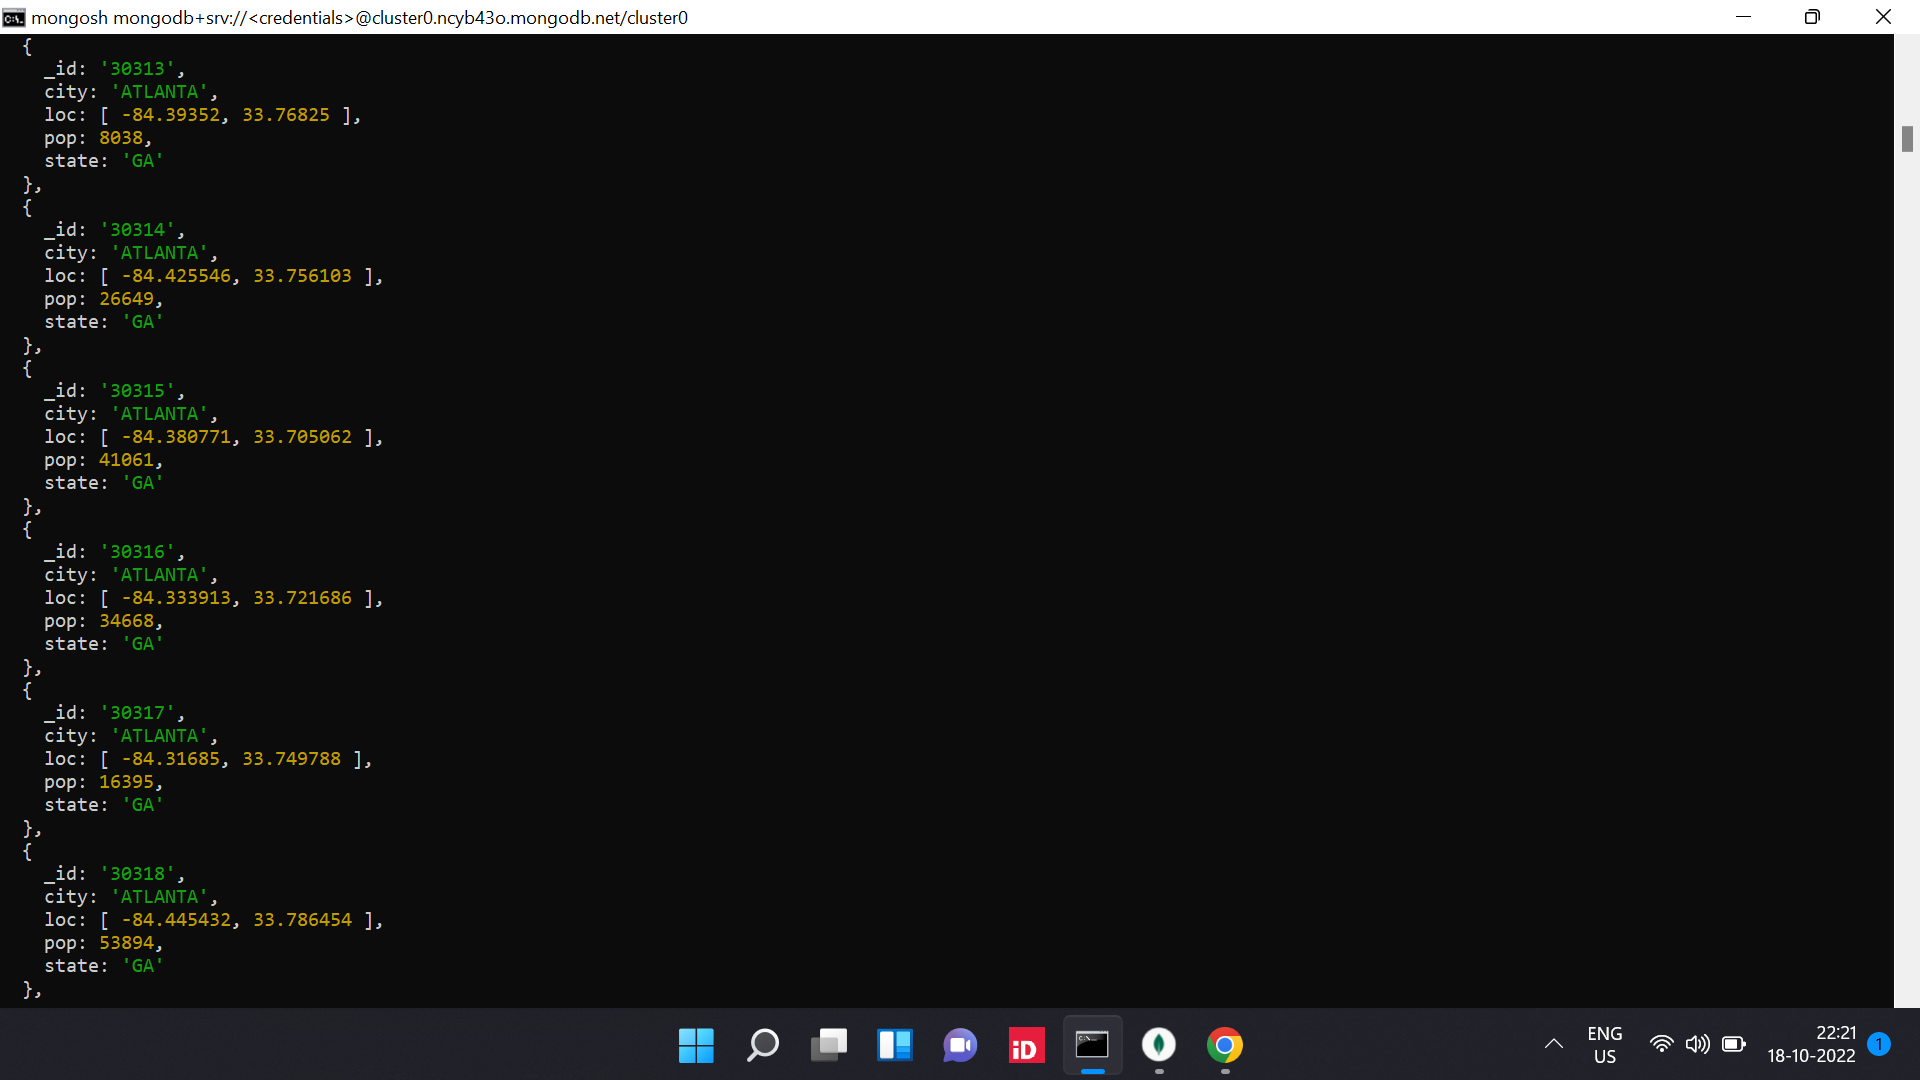 mongosh mongodb+srv://<credentials>@cluster0.ncyb43o.mongodb.net/cluster0
{
_id: '30313',
city: 'ATLANTA',
loc: [ -84.39352, 33.76825 ],
pop: 8038,
state: 'GA'
},
{
_id: '30314',
city: 'ATLANTA',
loc: [ -84.425546, 33.756103 ],
pop: 26649,
state: 'GA'
},
{
_id: '30315',
city: 'ATLANTA',
loc: [ -84.380771, 33.705062 ],
pop: 41061,
state: 'GA'
},
{
_id: '30316',
city: 'ATLANTA',
loc: [ -84.333913, 33.721686 ],
pop: 34668,
state: 'GA'
},
{
_id: '30317',
city: 'ATLANTA',
loc: [ -84.31685, 33.749788 ],
pop: 16395,
state: 'GA'
},
{
_id: '30318',
city: 'ATLANTA',
loc: [ -84.445432, 33.786454 ],
pop: 53894,
state: 'GA'
},
iD
ENG
US
22:21
18-10-2022
1